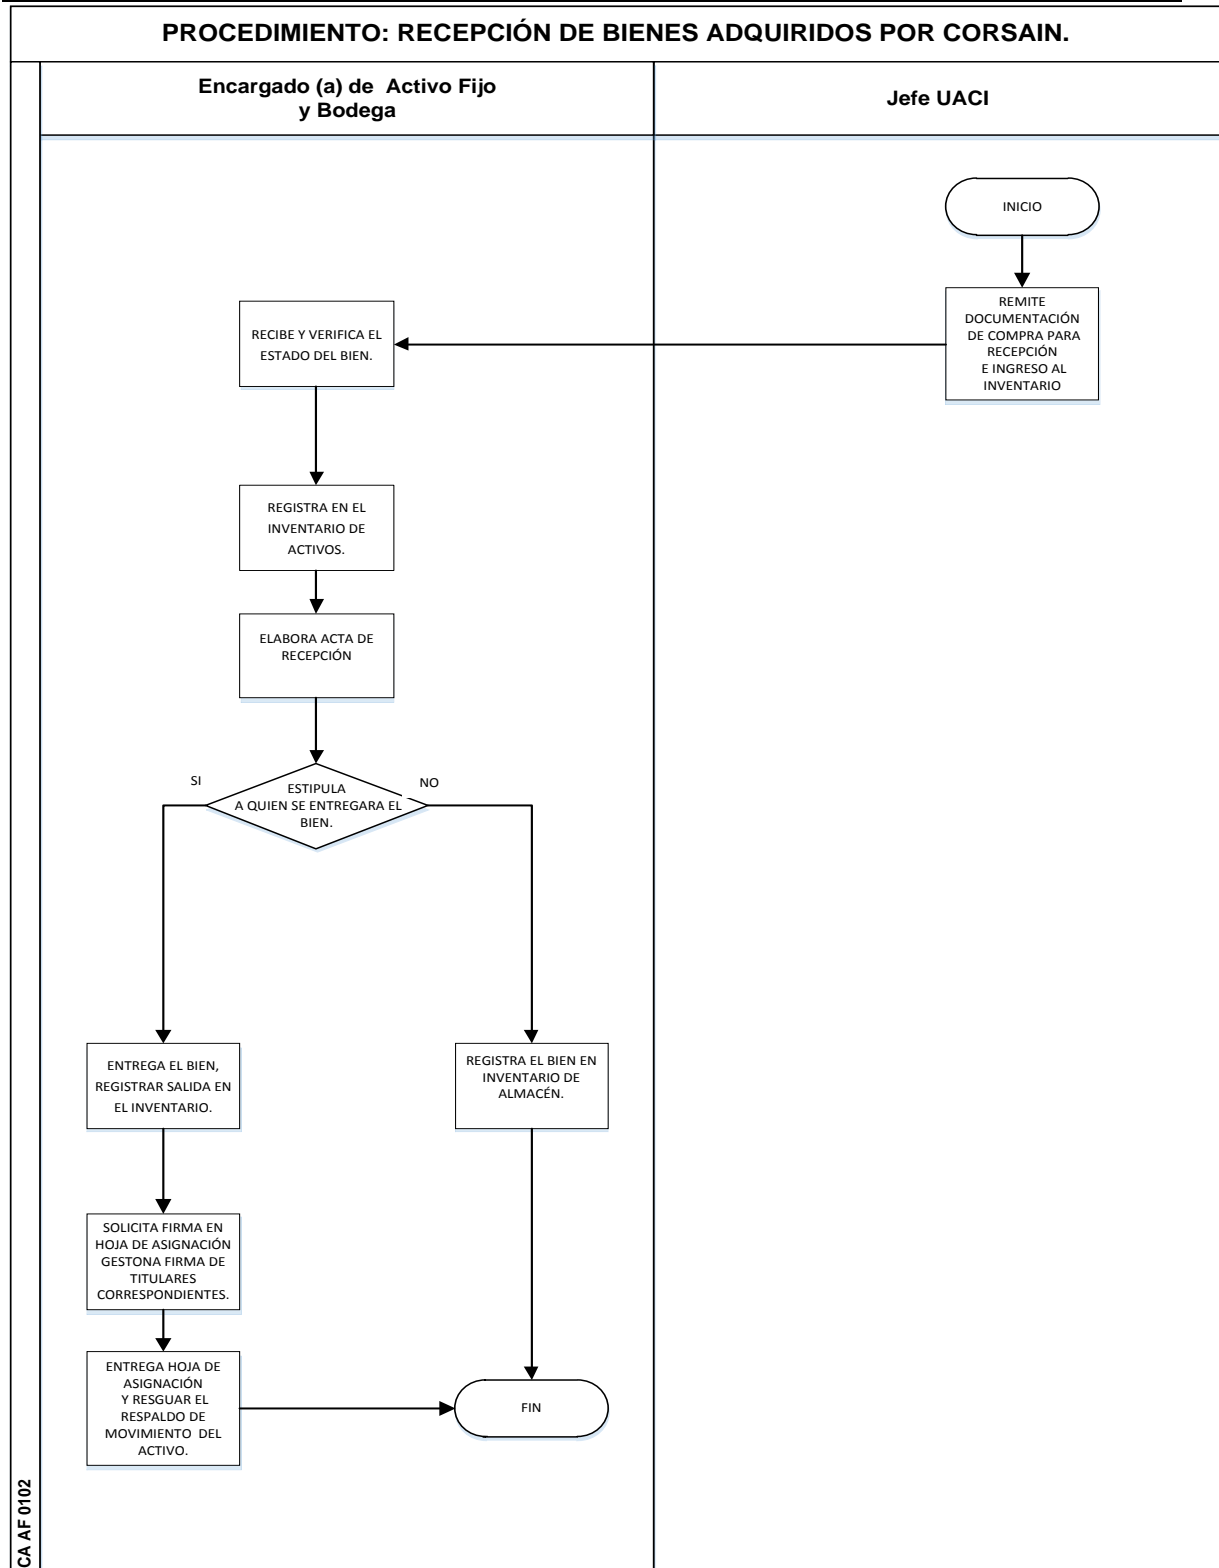 PROCEDIMIENTO: RECEPCIÓN DE BIENES ADQUIRIDOS POR CORSAIN.
Encargado (a) de Activo Fijo
y Bodega
Jefe UACI
INICIO
REMITE
DOCUMENTACIÓN
DE COMPRA PARA
RECEPCIÓN
E INGRESO AL
INVENTARIO
RECIBE Y VERIFICA EL
ESTADO DEL BIEN.
REGISTRA EN EL
INVENTARIO DE
ACTIVOS.
ELABORA ACTA DE
RECEPCIÓN
SI
NO
ESTIPULA
A QUIEN SE ENTREGARA EL
BIEN.
ENTREGA EL BIEN,
REGISTRAR SALIDA EN
EL INVENTARIO.
REGISTRA EL BIEN EN
INVENTARIO DE
ALMACÉN.
SOLICITA FIRMA EN
HOJA DE ASIGNACIÓN
GESTONA FIRMA DE
TITULARES
CORRESPONDIENTES.
ENTREGA HOJA DE
ASIGNACIÓN
Y RESGUAR EL
RESPALDO DE
MOVIMIENTO DEL
ACTIVO.
FIN
CA AF 0102